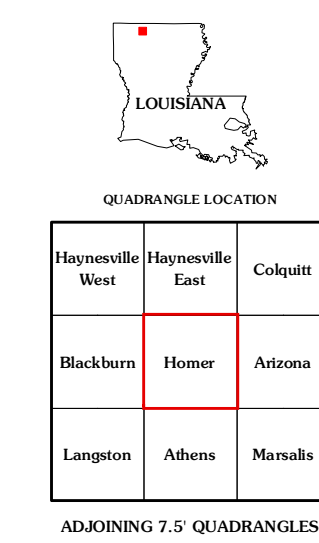 LOUISIANA
QUADRANGLE LOCATION
Haynesville West
Haynesville East
Colquitt
Blackburn
Homer
Arizona
Langston
Athens
Marsalis
ADJOINING 7.5' QUADRANGLES